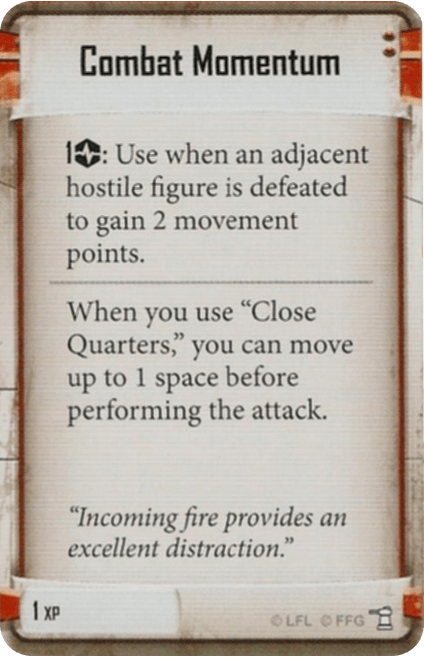 Combat Momentum
1: Use when an adjacent
hostile figure is defeated
to gain 2 movement
points.
When you use “Close
Quarters,” you can move
up to 1 space before
performing the attack.
“Incoming fire provides an
excellent distraction.”
1 XP
© LFL © FFG